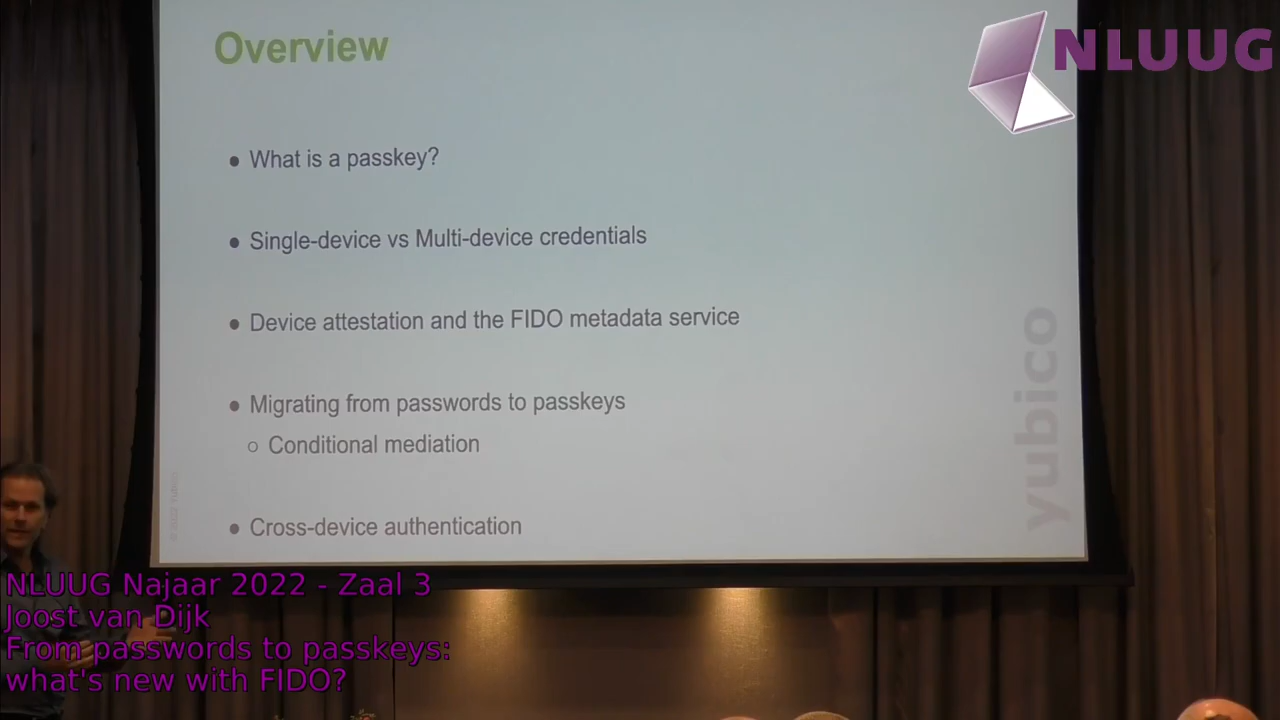 Overview
NLUUG
● What is a passkey?
● Single-device vs Multi-device credentials
● Device attestation and the FIDO metadata service
● Migrating from passwords to passkeys
○ Conditional mediation
● Cross-device authentication
yubico
NLUUG Najaar 2022 - Zaal 3
Joost van Dijk
From passwords to passkeys:
what's new with FIDO?